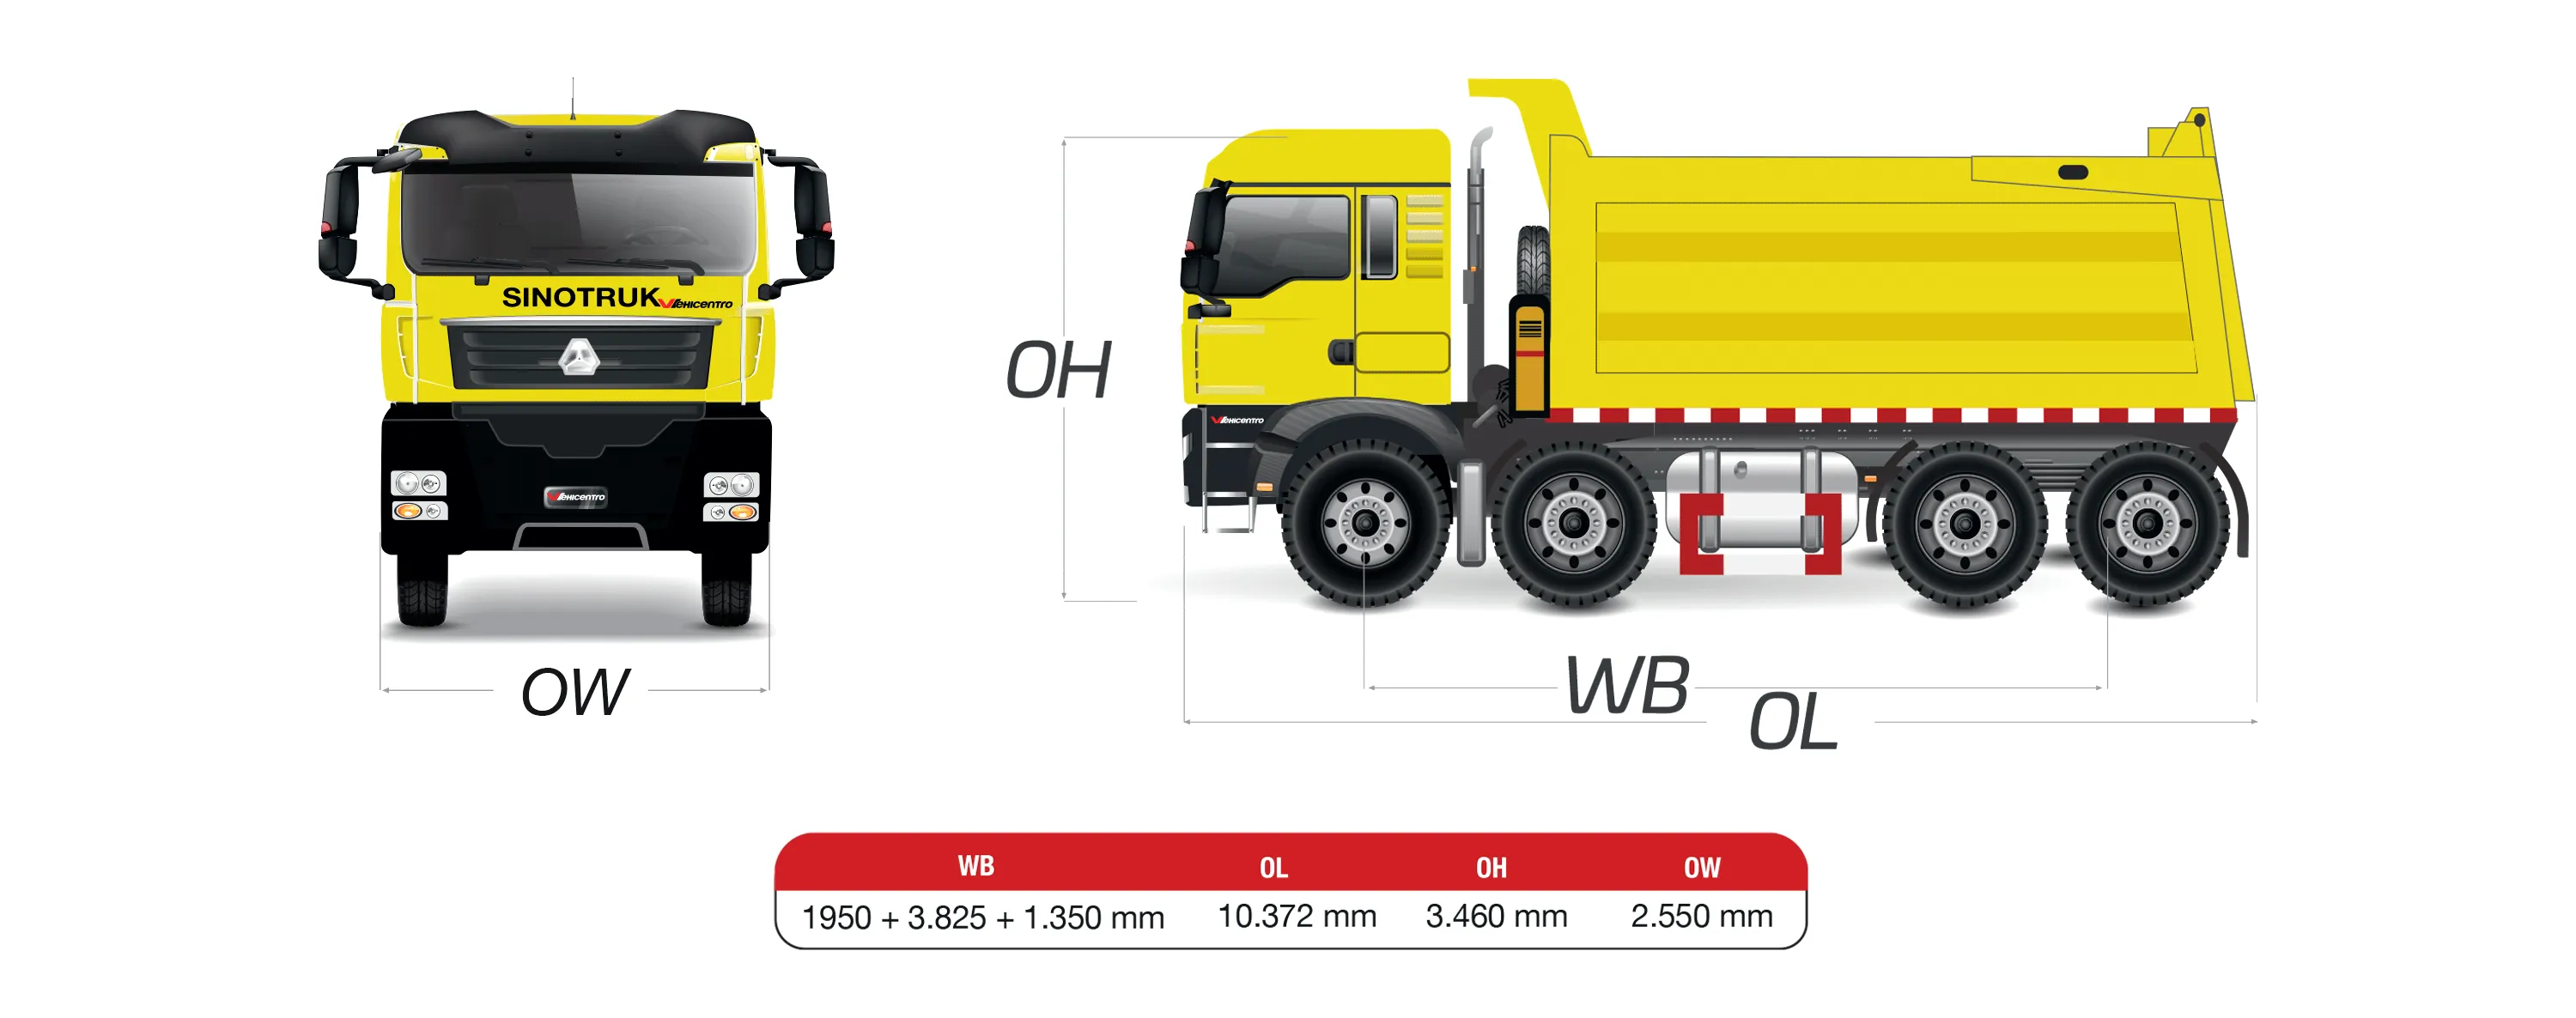 SINOTRUK VEHICENTRO
VEHICENTRO
VEHICENTRO
OH
OW
WB
OL
WB OL OH OW
1950 + 3.825 + 1.350 mm 10.372 mm 3.460 mm 2.550 mm